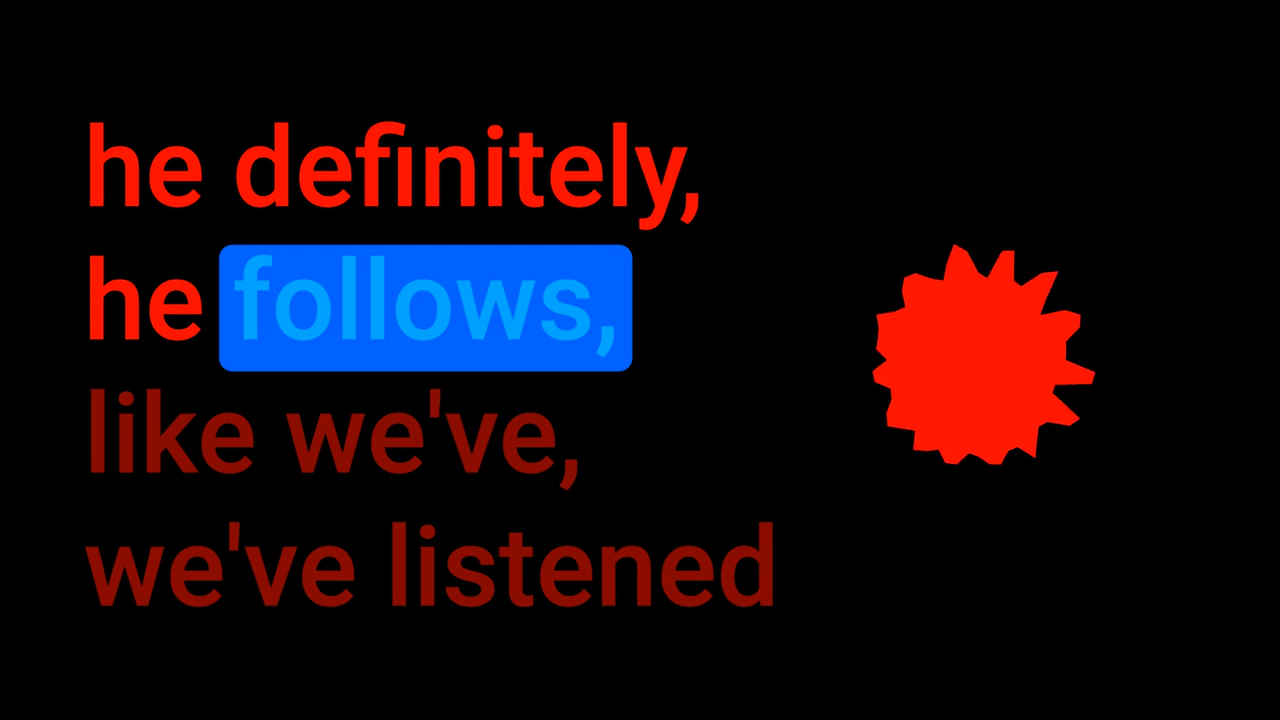 he definitely,
he follows,
like we've,
we've listened